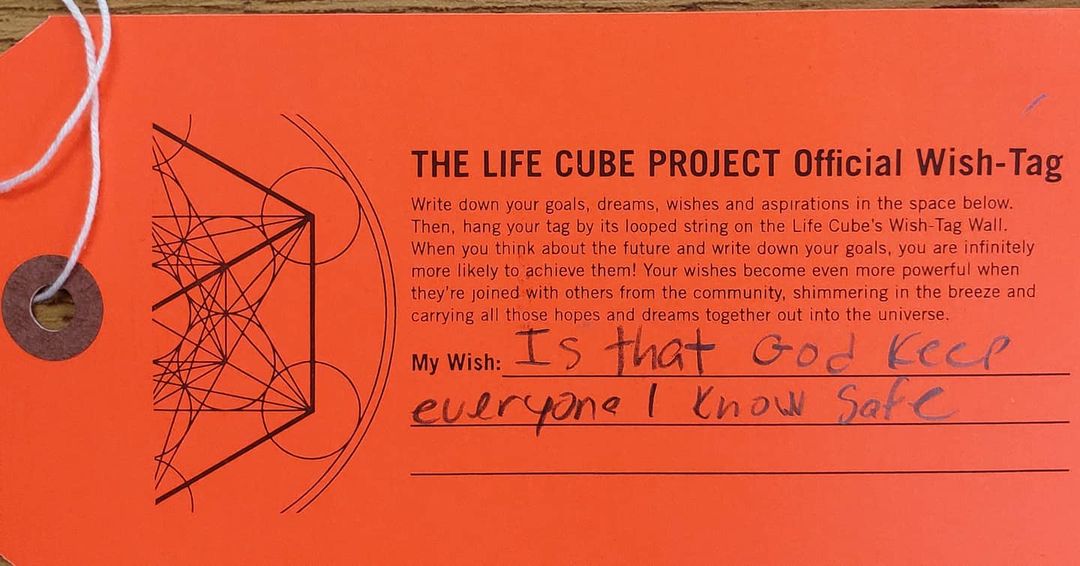 THE LIFE CUBE PROJECT Official Wish-Tag
Write down your goals, dreams, wishes and aspirations in the space below.
Then, hang your tag by its looped string on the Life Cube's Wish-Tag Wall.
When you think about the future and write down your goals, you are infinitely
more likely to achieve them! Your wishes become even more powerful when
they're joined with others from the community, shimmering in the breeze and
carrying all those hopes and dreams together out into the universe.
My Wish: Is that God Keep
everyone I know Safe